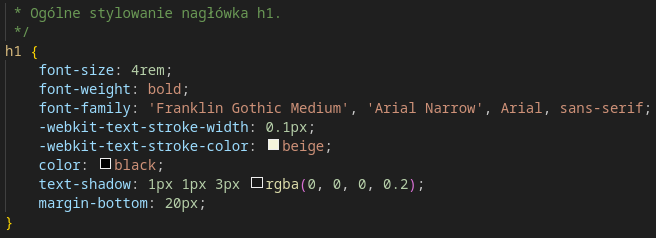 * Ogólne stylowanie nagłówka h1.
*/
h1 {
    font-size: 4rem;
    font-weight: bold;
    font-family: 'Franklin Gothic Medium', 'Arial Narrow', Arial, sans-serif;
    -webkit-text-stroke-width: 0.1px;
    -webkit-text-stroke-color: beige;
    color: black;
    text-shadow: 1px 1px 3px rgba(0, 0, 0, 0.2);
    margin-bottom: 20px;
}